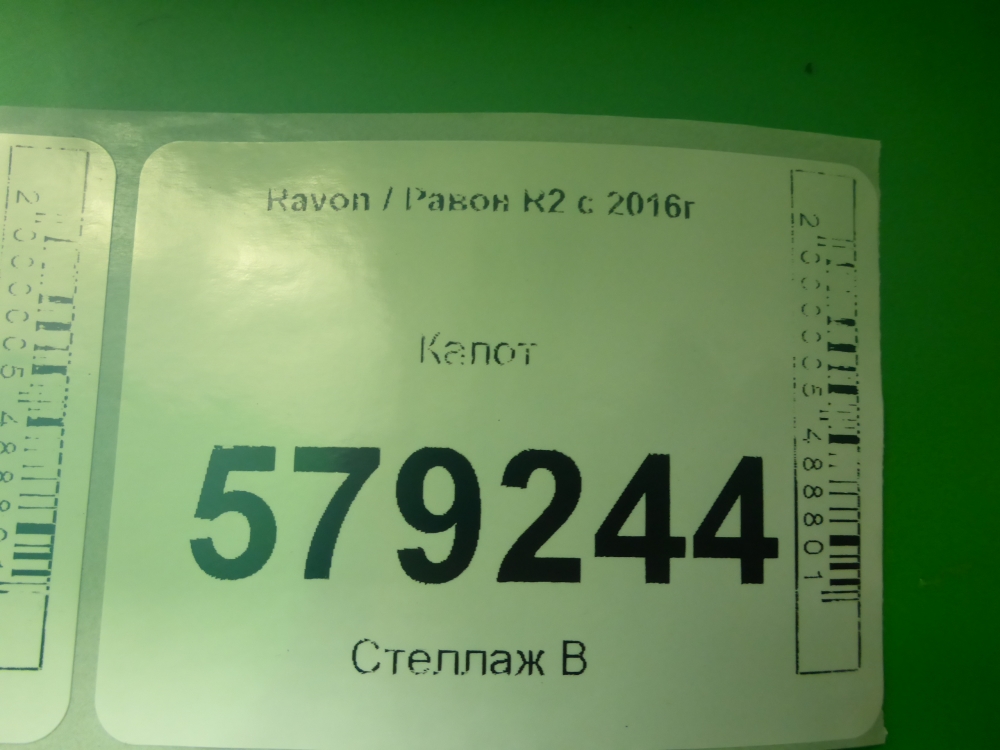 Ravon / Равон R2 с 2016г
Капот
579244
Стеллаж В
2000005488801